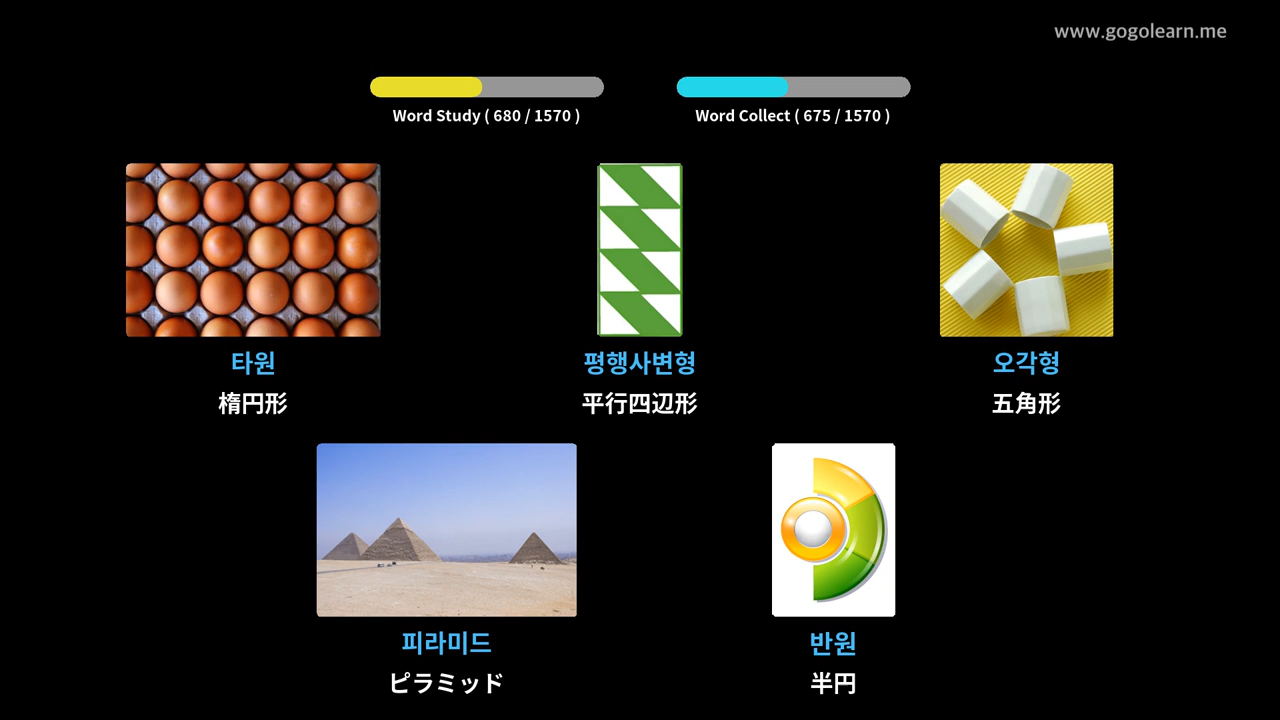 www.gogolearn.me
Word Study ( 680 / 1570 )
Word Collect ( 675 / 1570 )
타원
평행사변형
오각형
楕円形
平行四辺形
五角形
피라미드
반원
ピラミッド
半円